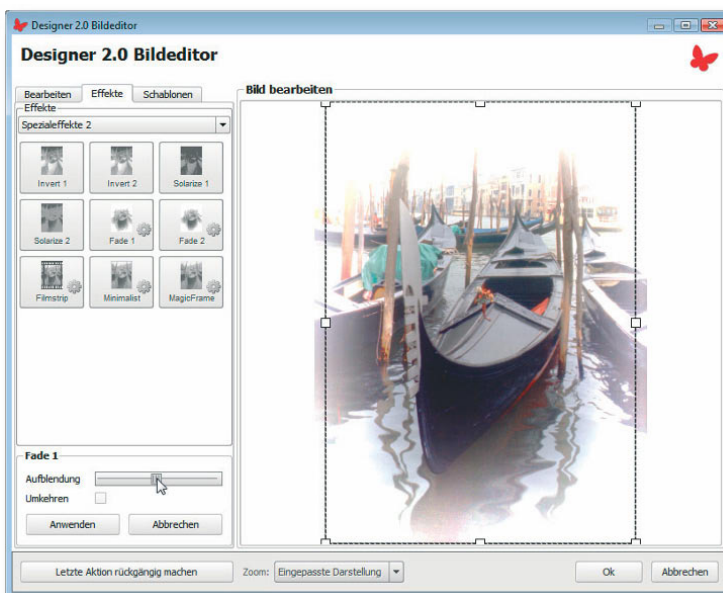 Designer 2.0 Bildeditor
Designer 2.0 Bildeditor
Bearbeiten Effekte Schablonen
Effekte
Spezialeffekte 2
Invert 1 Invert 2 Solarize 1
Solarize 2 Fade 1 Fade 2
Filmstrip Minimalist MagicFrame
Fade 1
Aufblendung
Umkehren
Anwenden Abbrechen
Bild bearbeiten
Letzte Aktion rückgängig machen Zoom: Eingepasste Darstellung Ok Abbrechen